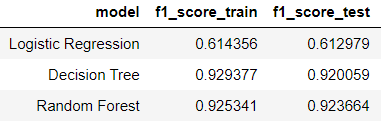 model f1_score_train f1_score_test
Logistic Regression 0.614356 0.612979
Decision Tree 0.929377 0.920059
Random Forest 0.925341 0.923664